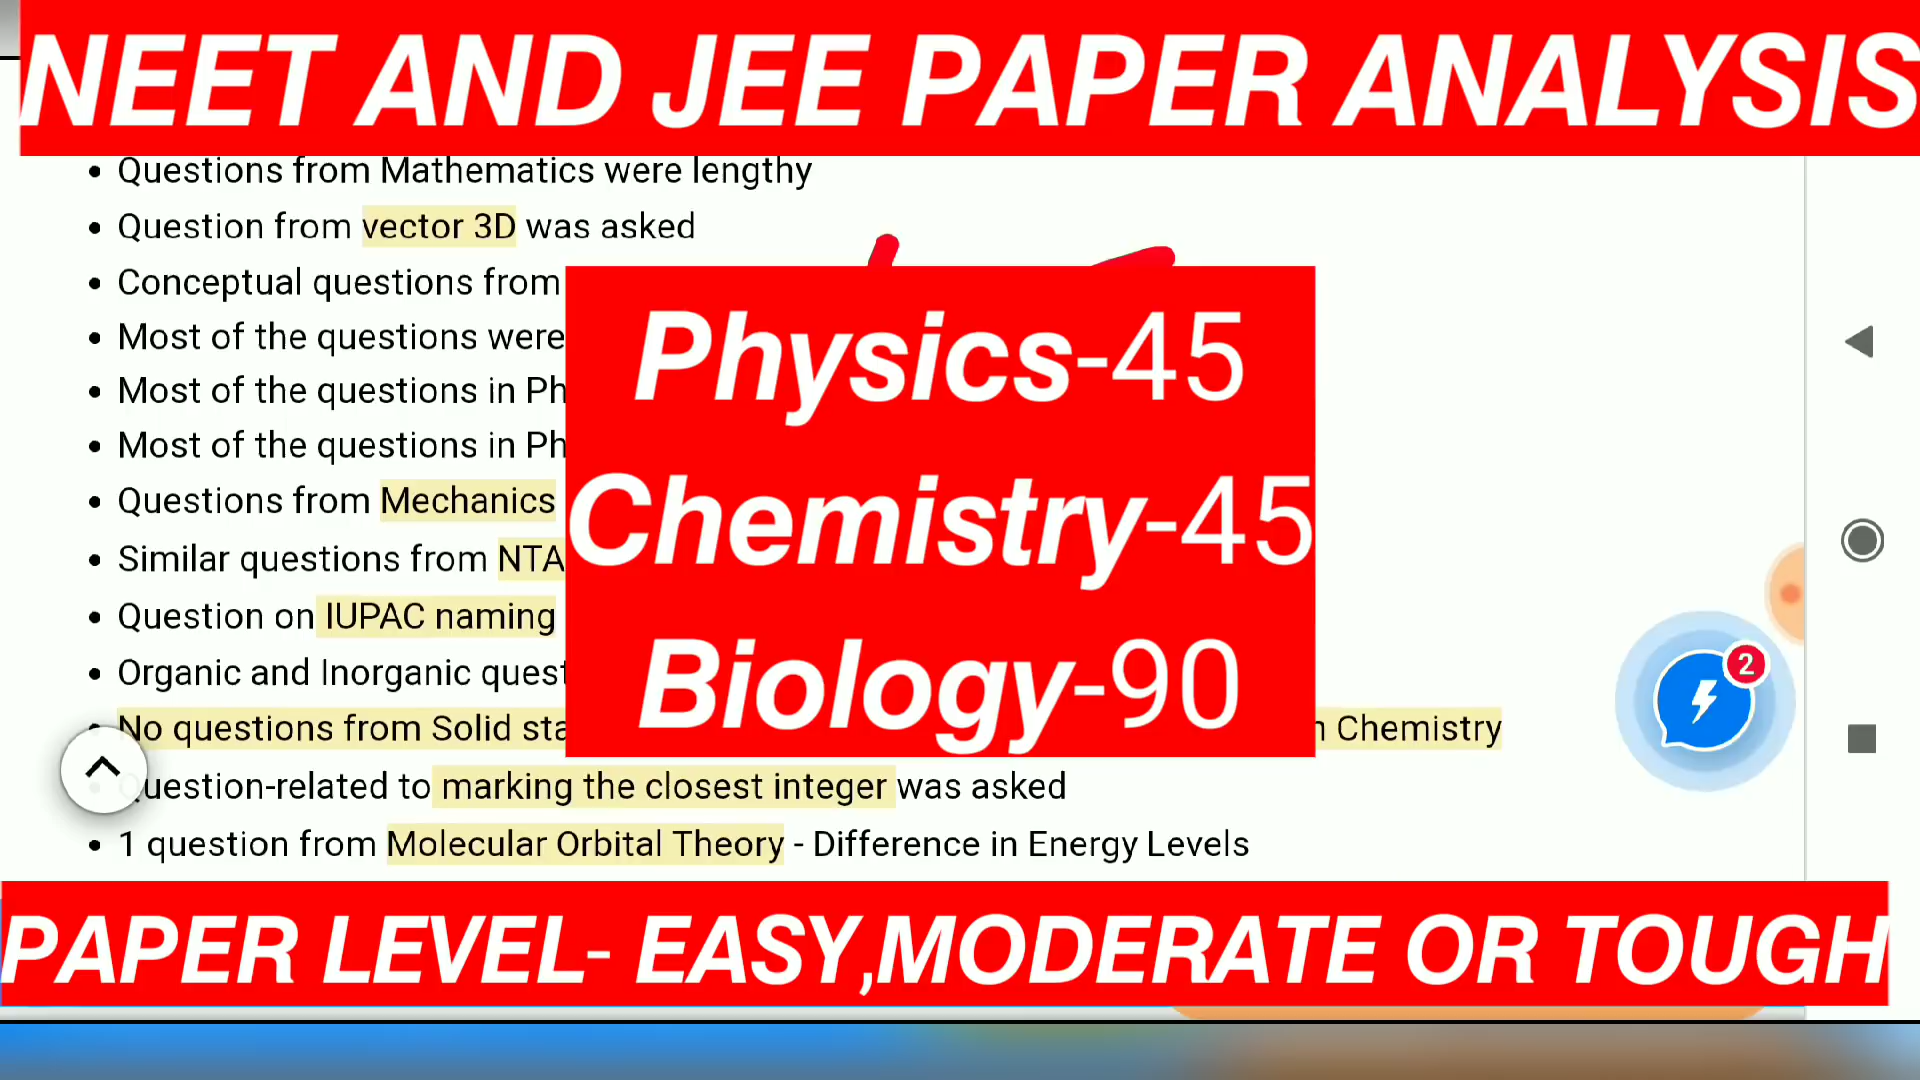 NEET AND JEE PAPER ANALYSIS
• Questions from Mathematics were lengthy
• Question from vector 3D was asked
• Conceptual questions from
• Most of the questions were
• Most of the questions in Ph
• Most of the questions in Ph
• Questions from Mechanics
• Similar questions from NTA
• Question on IUPAC naming
• Organic and Inorganic quest
• No questions from Solid sta
Chemistry
Question-related to marking the closest integer was asked
• 1 question from Molecular Orbital Theory - Difference in Energy Levels
Physics-45
Chemistry-45
Biology-90
2
PAPER LEVEL- EASY,MODERATE OR TOUGH